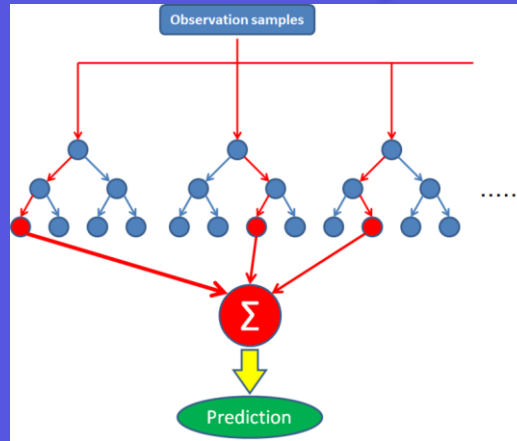 Observation samples
.....
Σ
Prediction